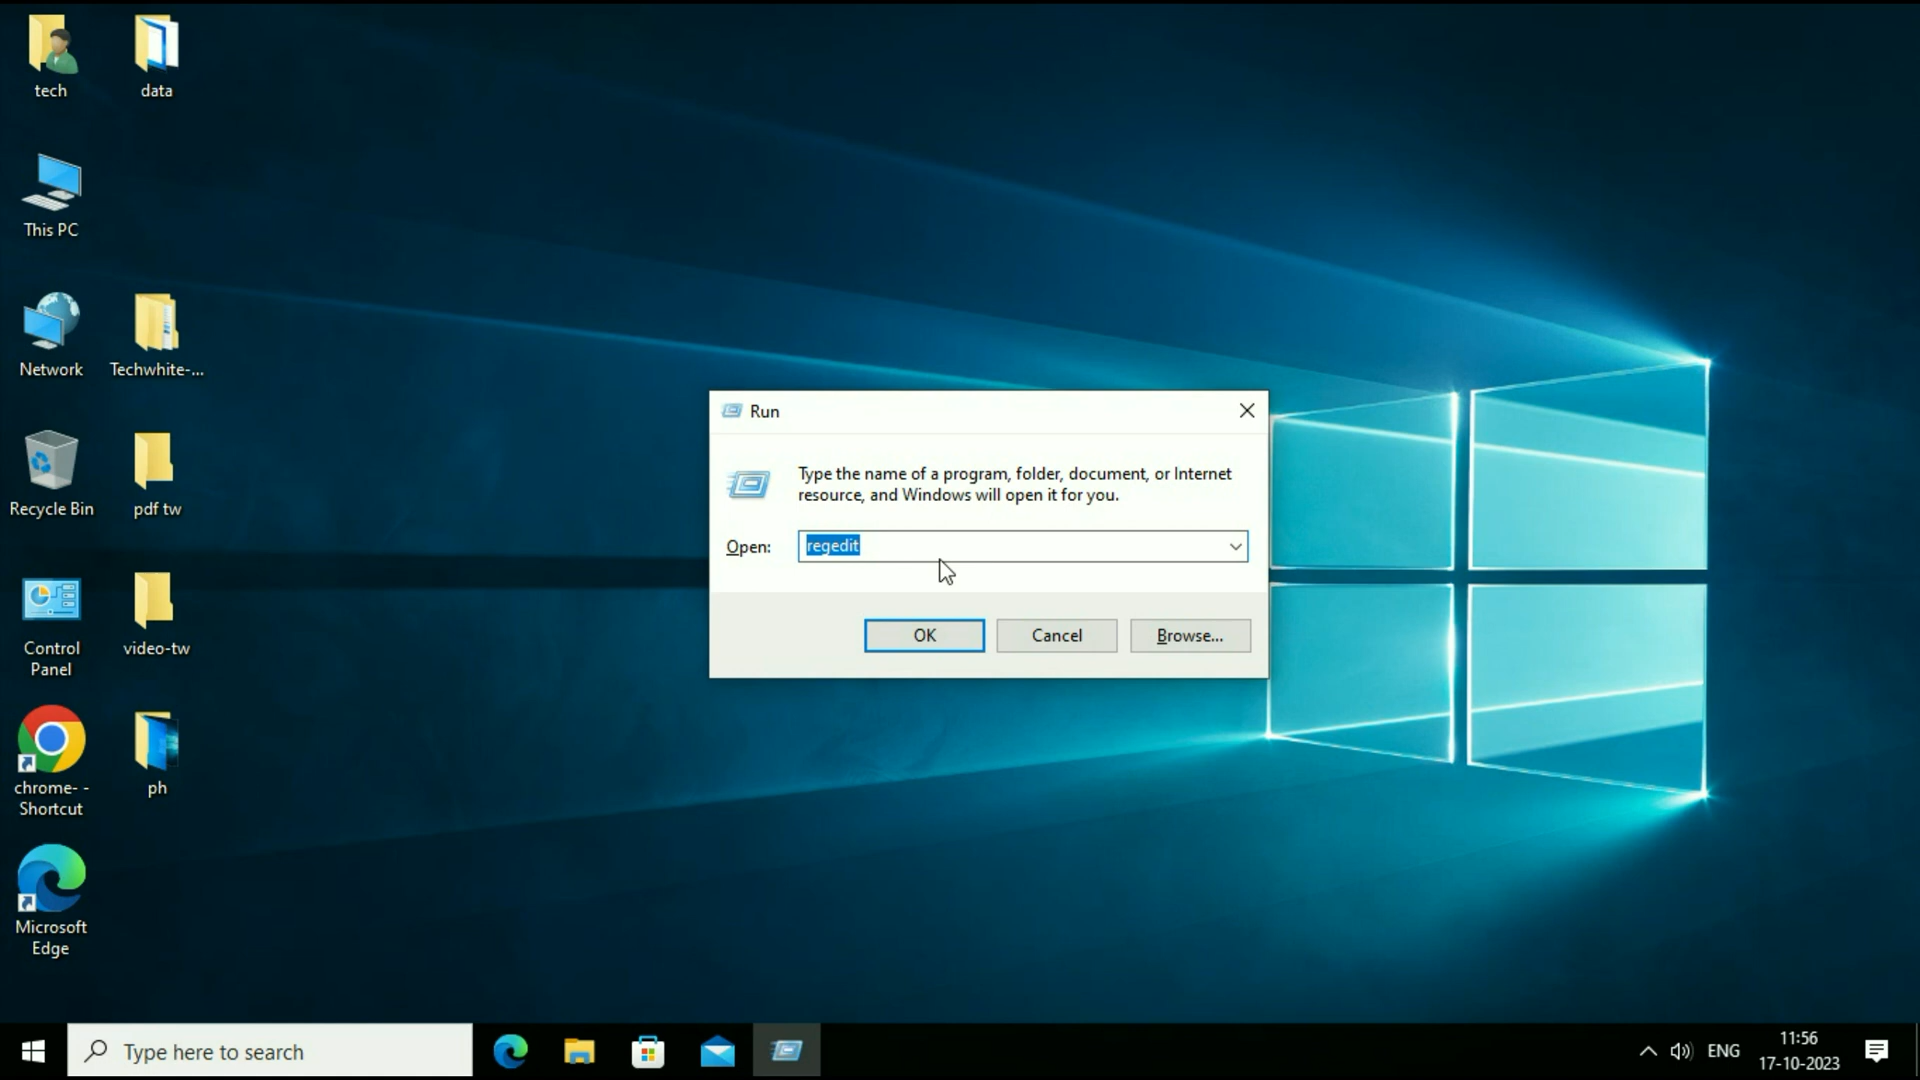 tech
data
This PC
Network
Techwhite-...
Recycle Bin
pdf tw
Control
Panel
video-tw
chrome- -
Shortcut
ph
Microsoft
Edge
Run
Type the name of a program, folder, document, or Internet
resource, and Windows will open it for you.
Open:
regedit
OK
Cancel
Browse...
Type here to search
ENG
11:56
17-10-2023